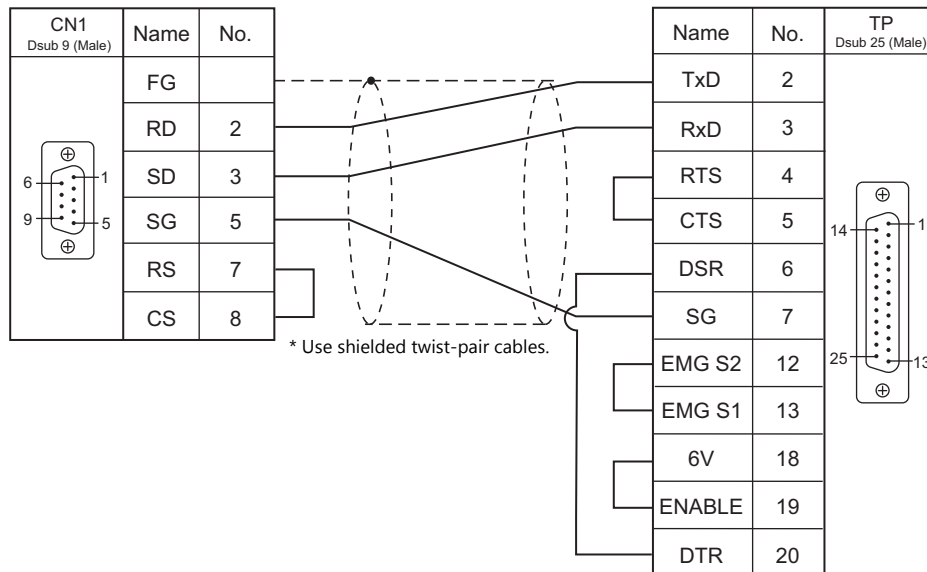 CN1
Dsub 9 (Male)
Name No.
FG
RD 2
SD 3
SG 5
RS 7
CS 8
6 1
9 5
* Use shielded twist-pair cables.
Name No.
TP
Dsub 25 (Male)
TxD 2
RxD 3
RTS 4
CTS 5
DSR 6
SG 7
EMG S2 12
EMG S1 13
6V 18
ENABLE 19
DTR 20
14 1
25 13